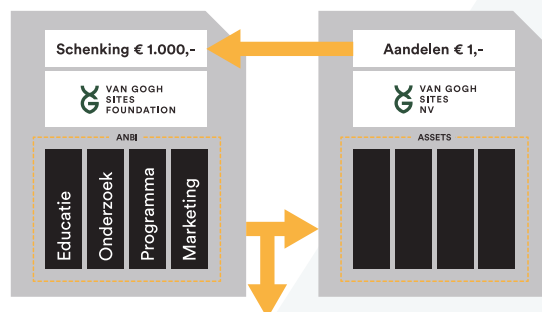 Schenking € 1.000,-
VAN GOGH
SITES
FOUNDATION
ANBI
Educatie
Onderzoek
Programma
Marketing
Aandelen € 1,-
VAN GOGH
SITES
NV
ASSETS